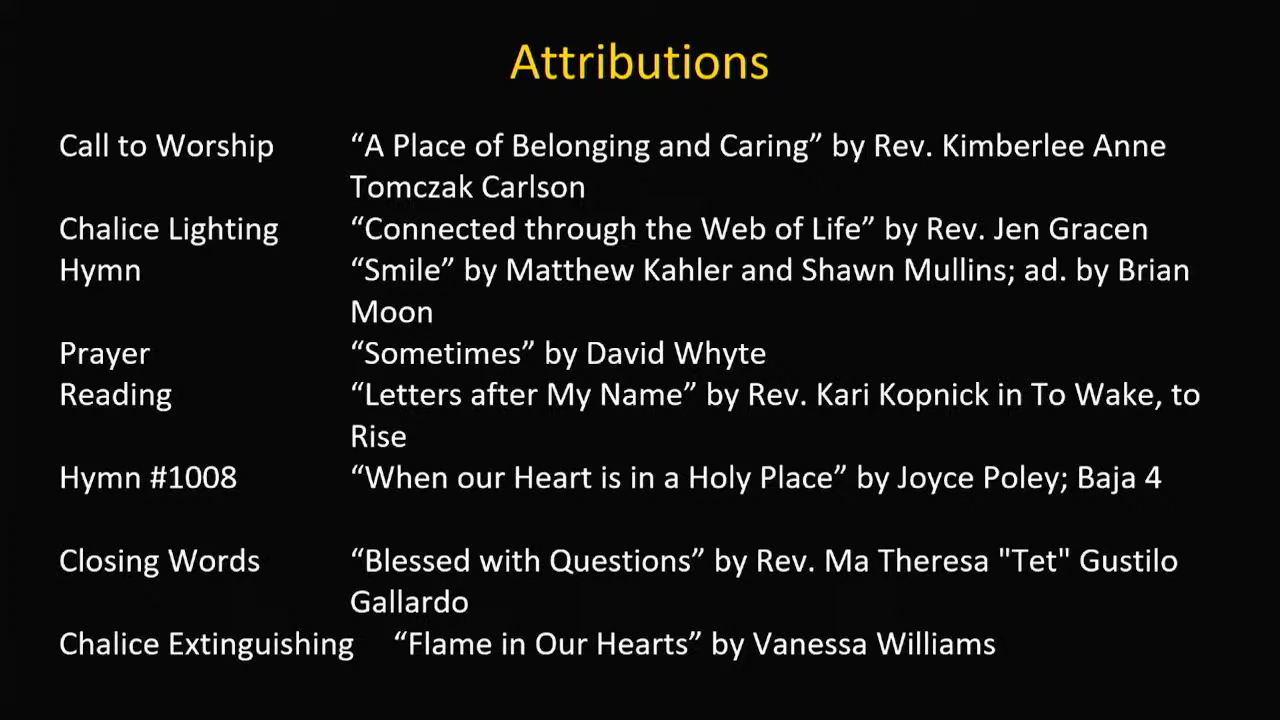 Attributions
Call to Worship “A Place of Belonging and Caring” by Rev. Kimberlee Anne
Tomczak Carlson
Chalice Lighting “Connected through the Web of Life” by Rev. Jen Gracen
Hymn “Smile” by Matthew Kahler and Shawn Mullins; ad. by Brian
Moon
Prayer “Sometimes” by David Whyte
Reading “Letters after My Name” by Rev. Kari Kopnick in To Wake, to
Rise
Hymn #1008 “When our Heart is in a Holy Place” by Joyce Poley; Baja 4
Closing Words “Blessed with Questions” by Rev. Ma Theresa "Tet" Gustilo
Gallardo
Chalice Extinguishing “Flame in Our Hearts” by Vanessa Williams